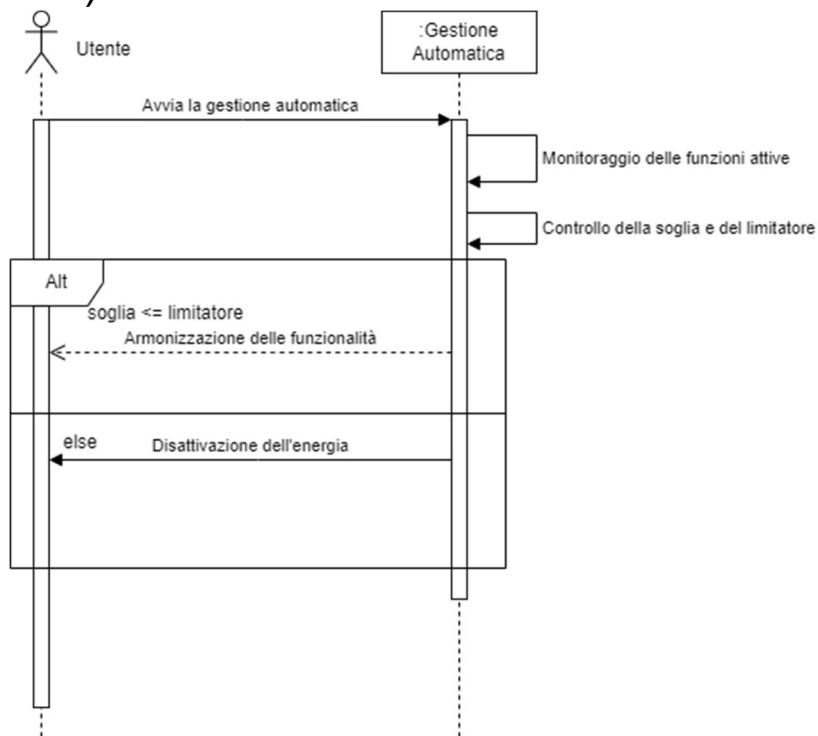 Utente
:Gestione
Automatica
Avvia la gestione automatica
Monitoraggio delle funzioni attive
Controllo della soglia e del limitatore
Alt
soglia <= limitatore
Armonizzazione delle funzionalità
else
Disattivazione dell'energia